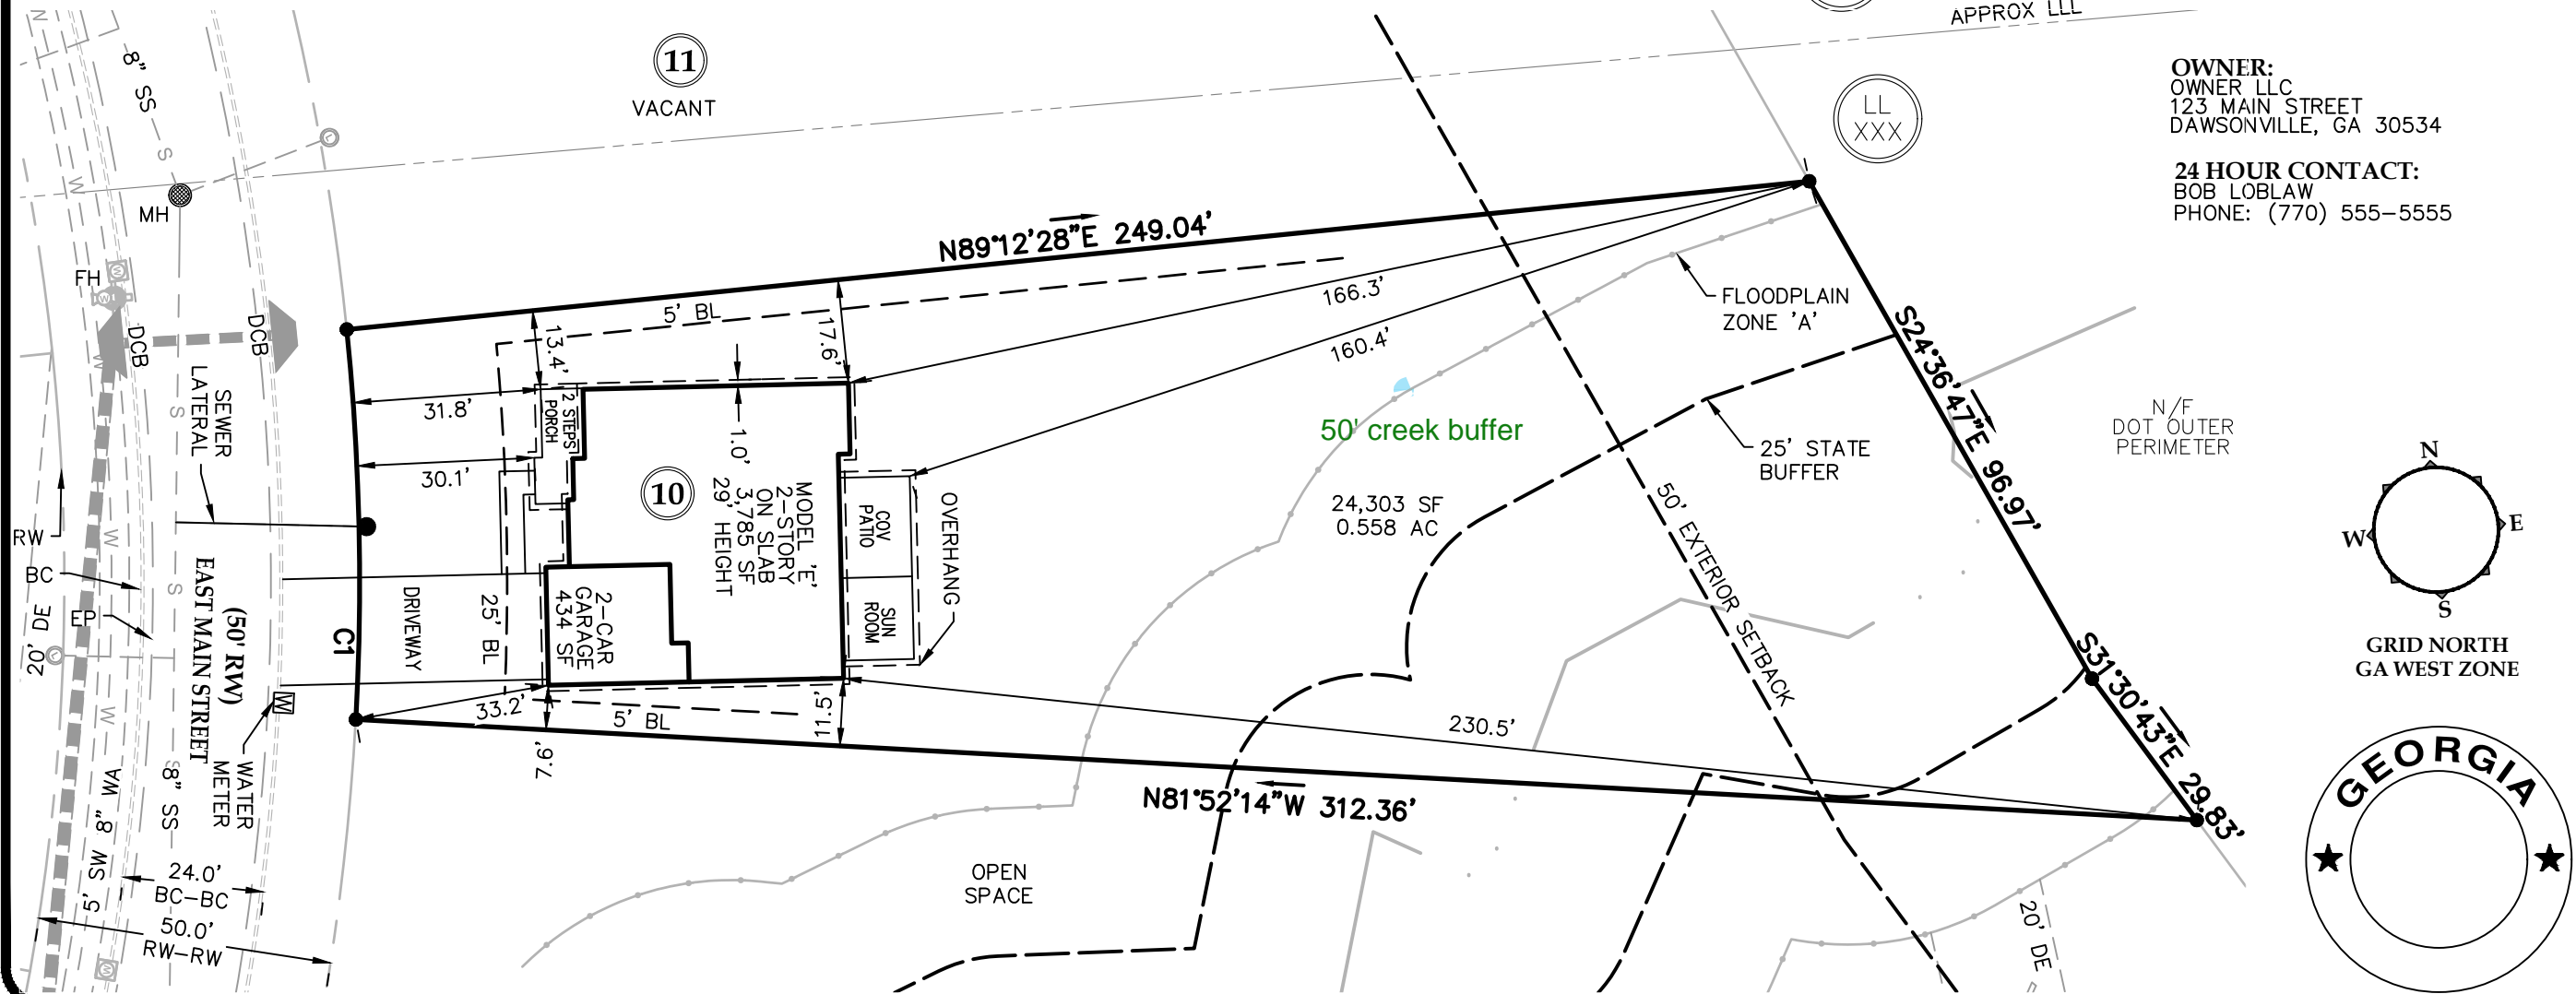 APPROX LLL
11
VACANT
LL
XXX
OWNER:
OWNER LLC
123 MAIN STREET
DAWSONVILLE, GA 30534
24 HOUR CONTACT:
BOB LOBLAW
PHONE: (770) 555-5555
8" SS
S
W
MH
FH
DCB
DCB
SEWER
LATERAL
N89°12'28"E 249.04'
5' BL
13.4'
17.6'
166.3'
160.4'
FLOODPLAIN
ZONE 'A'
S24°36'47"E 96.97'
31.8'
30.1'
2 STEPS
PORCH
1.0'
10
MODEL 'E'
2-STORY
ON SLAB
3,785 SF
29' HEIGHT
COV
PATIO
SUN
ROOM
OVERHANG
50' creek buffer
24,303 SF
0.558 AC
25' STATE
BUFFER
50' EXTERIOR SETBACK
N/F
DOT OUTER
PERIMETER
N
E
W
S
GRID NORTH
GA WEST ZONE
RW
BC
EP
20' DE
S
W
EAST MAIN STREET
(50' RW)
C1
DRIVEWAY
25' BL
2-CAR
GARAGE
434 SF
33.2'
7.6'
5' BL
11.5'
230.5'
S31°30'43"E 29.83'
N81°52'14"W 312.36'
W
WATER
METER
8" SS
5' SW
8" WA
24.0'
BC-BC
50.0'
RW-RW
OPEN
SPACE
20' DE
GEORGIA